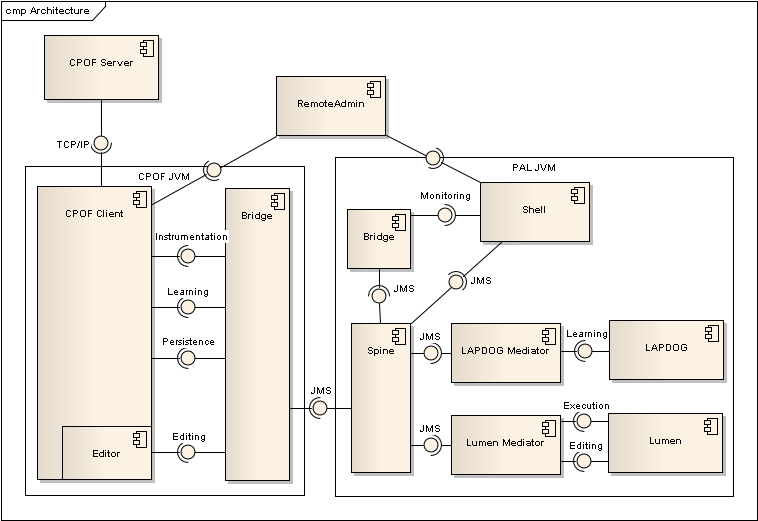 cmp Architecture
CPOF Server
RemoteAdmin
TCP/IP
CPOF JVM
PAL JVM
CPOF Client
Bridge
Monitoring
Shell
Instrumentation
Bridge
Learning
JMS
JMS
Persistence
Spine
JMS
LAPDOG Mediator
Learning
LAPDOG
JMS
Editing
Editor
JMS
Lumen Mediator
Execution
Editing
Lumen